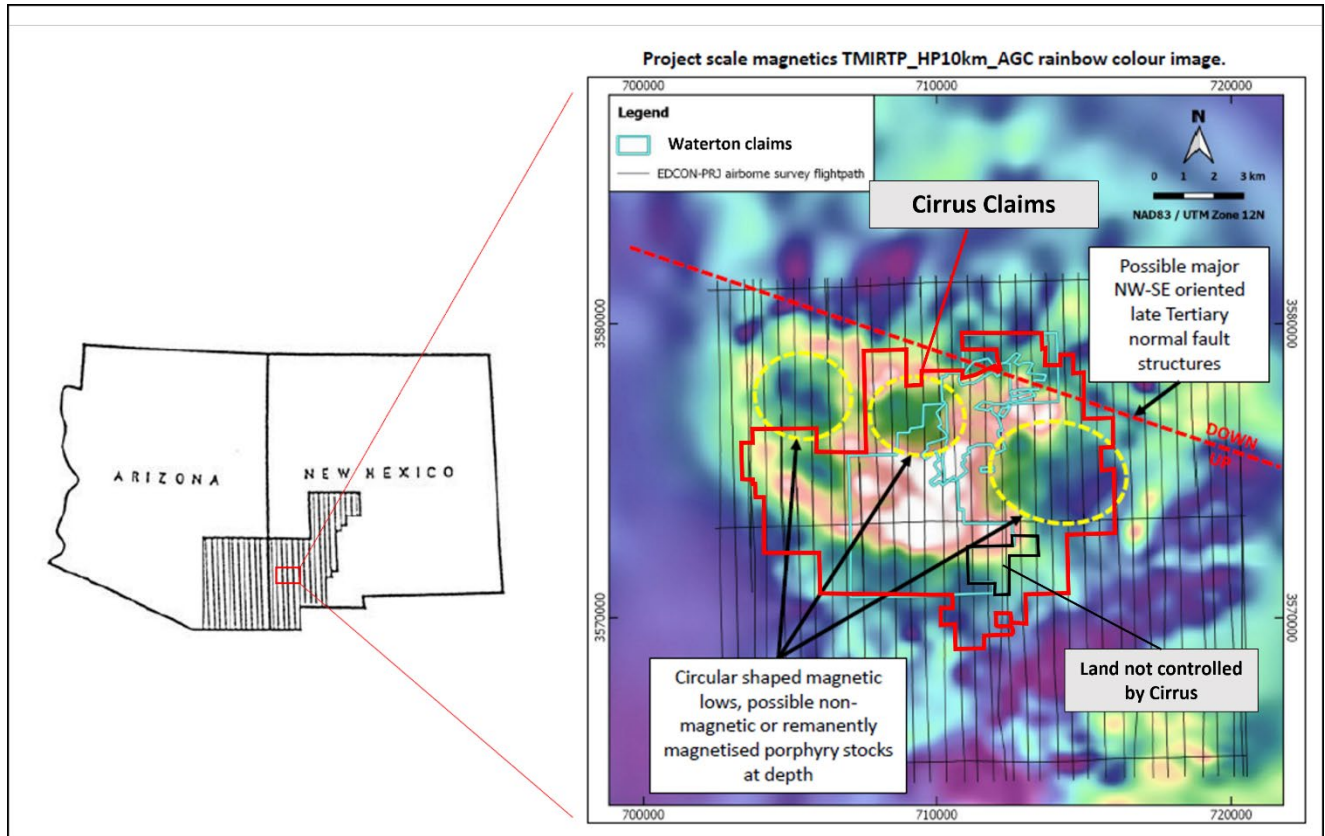 Project scale magnetics TMIRTP_HP10km_AGC rainbow colour image.
700000
710000
720000
Legend
Waterton claims
EDCON-PRJ airborne survey flightpath
N
0 1 2 3 km
NAD83 / UTM Zone 12N
Cirrus Claims
Possible major
NW-SE oriented
late Tertiary
normal fault
structures
3580000
3580000
DOWN
UP
ARIZONA
NEW MEXICO
3570000
3570000
Circular shaped magnetic
lows, possible non-
magnetic or remanently
magnetised porphyry stocks
at depth
Land not controlled
by Cirrus
700000
710000
720000